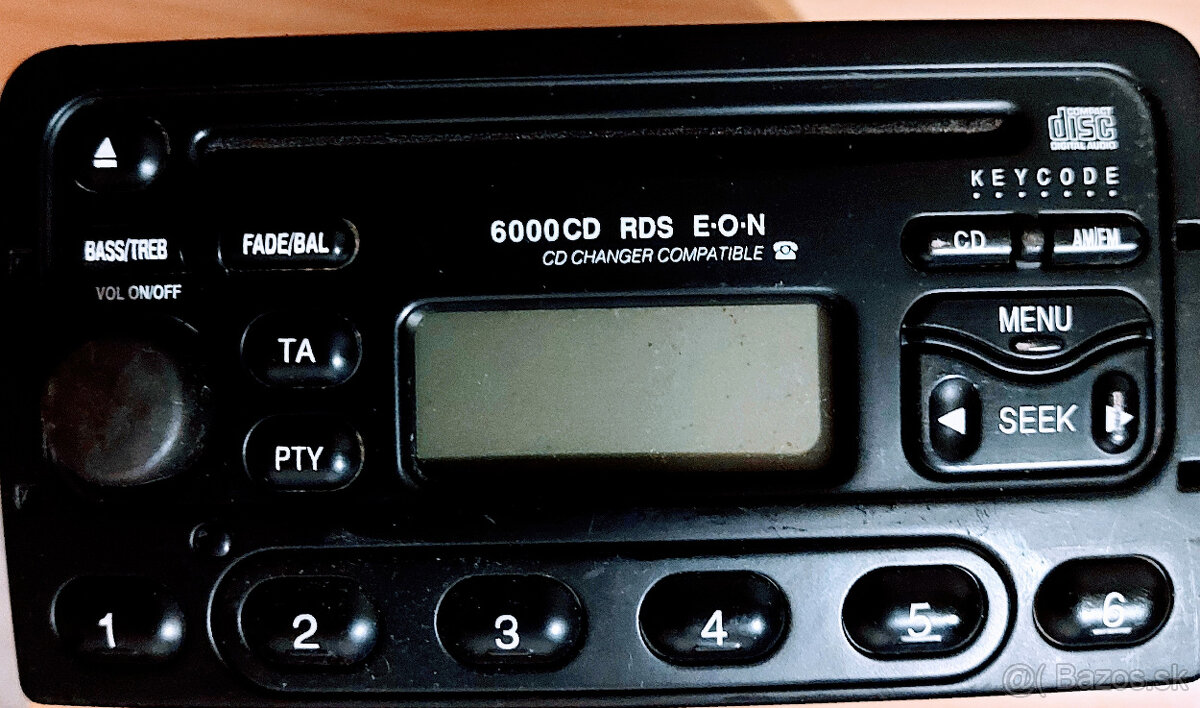 COMPACT
disc
DIGITAL AUDIO
KEYCODE
6000CD RDS E·O·N
CD CHANGER COMPATIBLE
BASS/TREB
FADE/BAL
CD
AM/FM
VOL ON/OFF
MENU
TA
SEEK
PTY
1
2
3
4
5
6
@( Bazos.sk